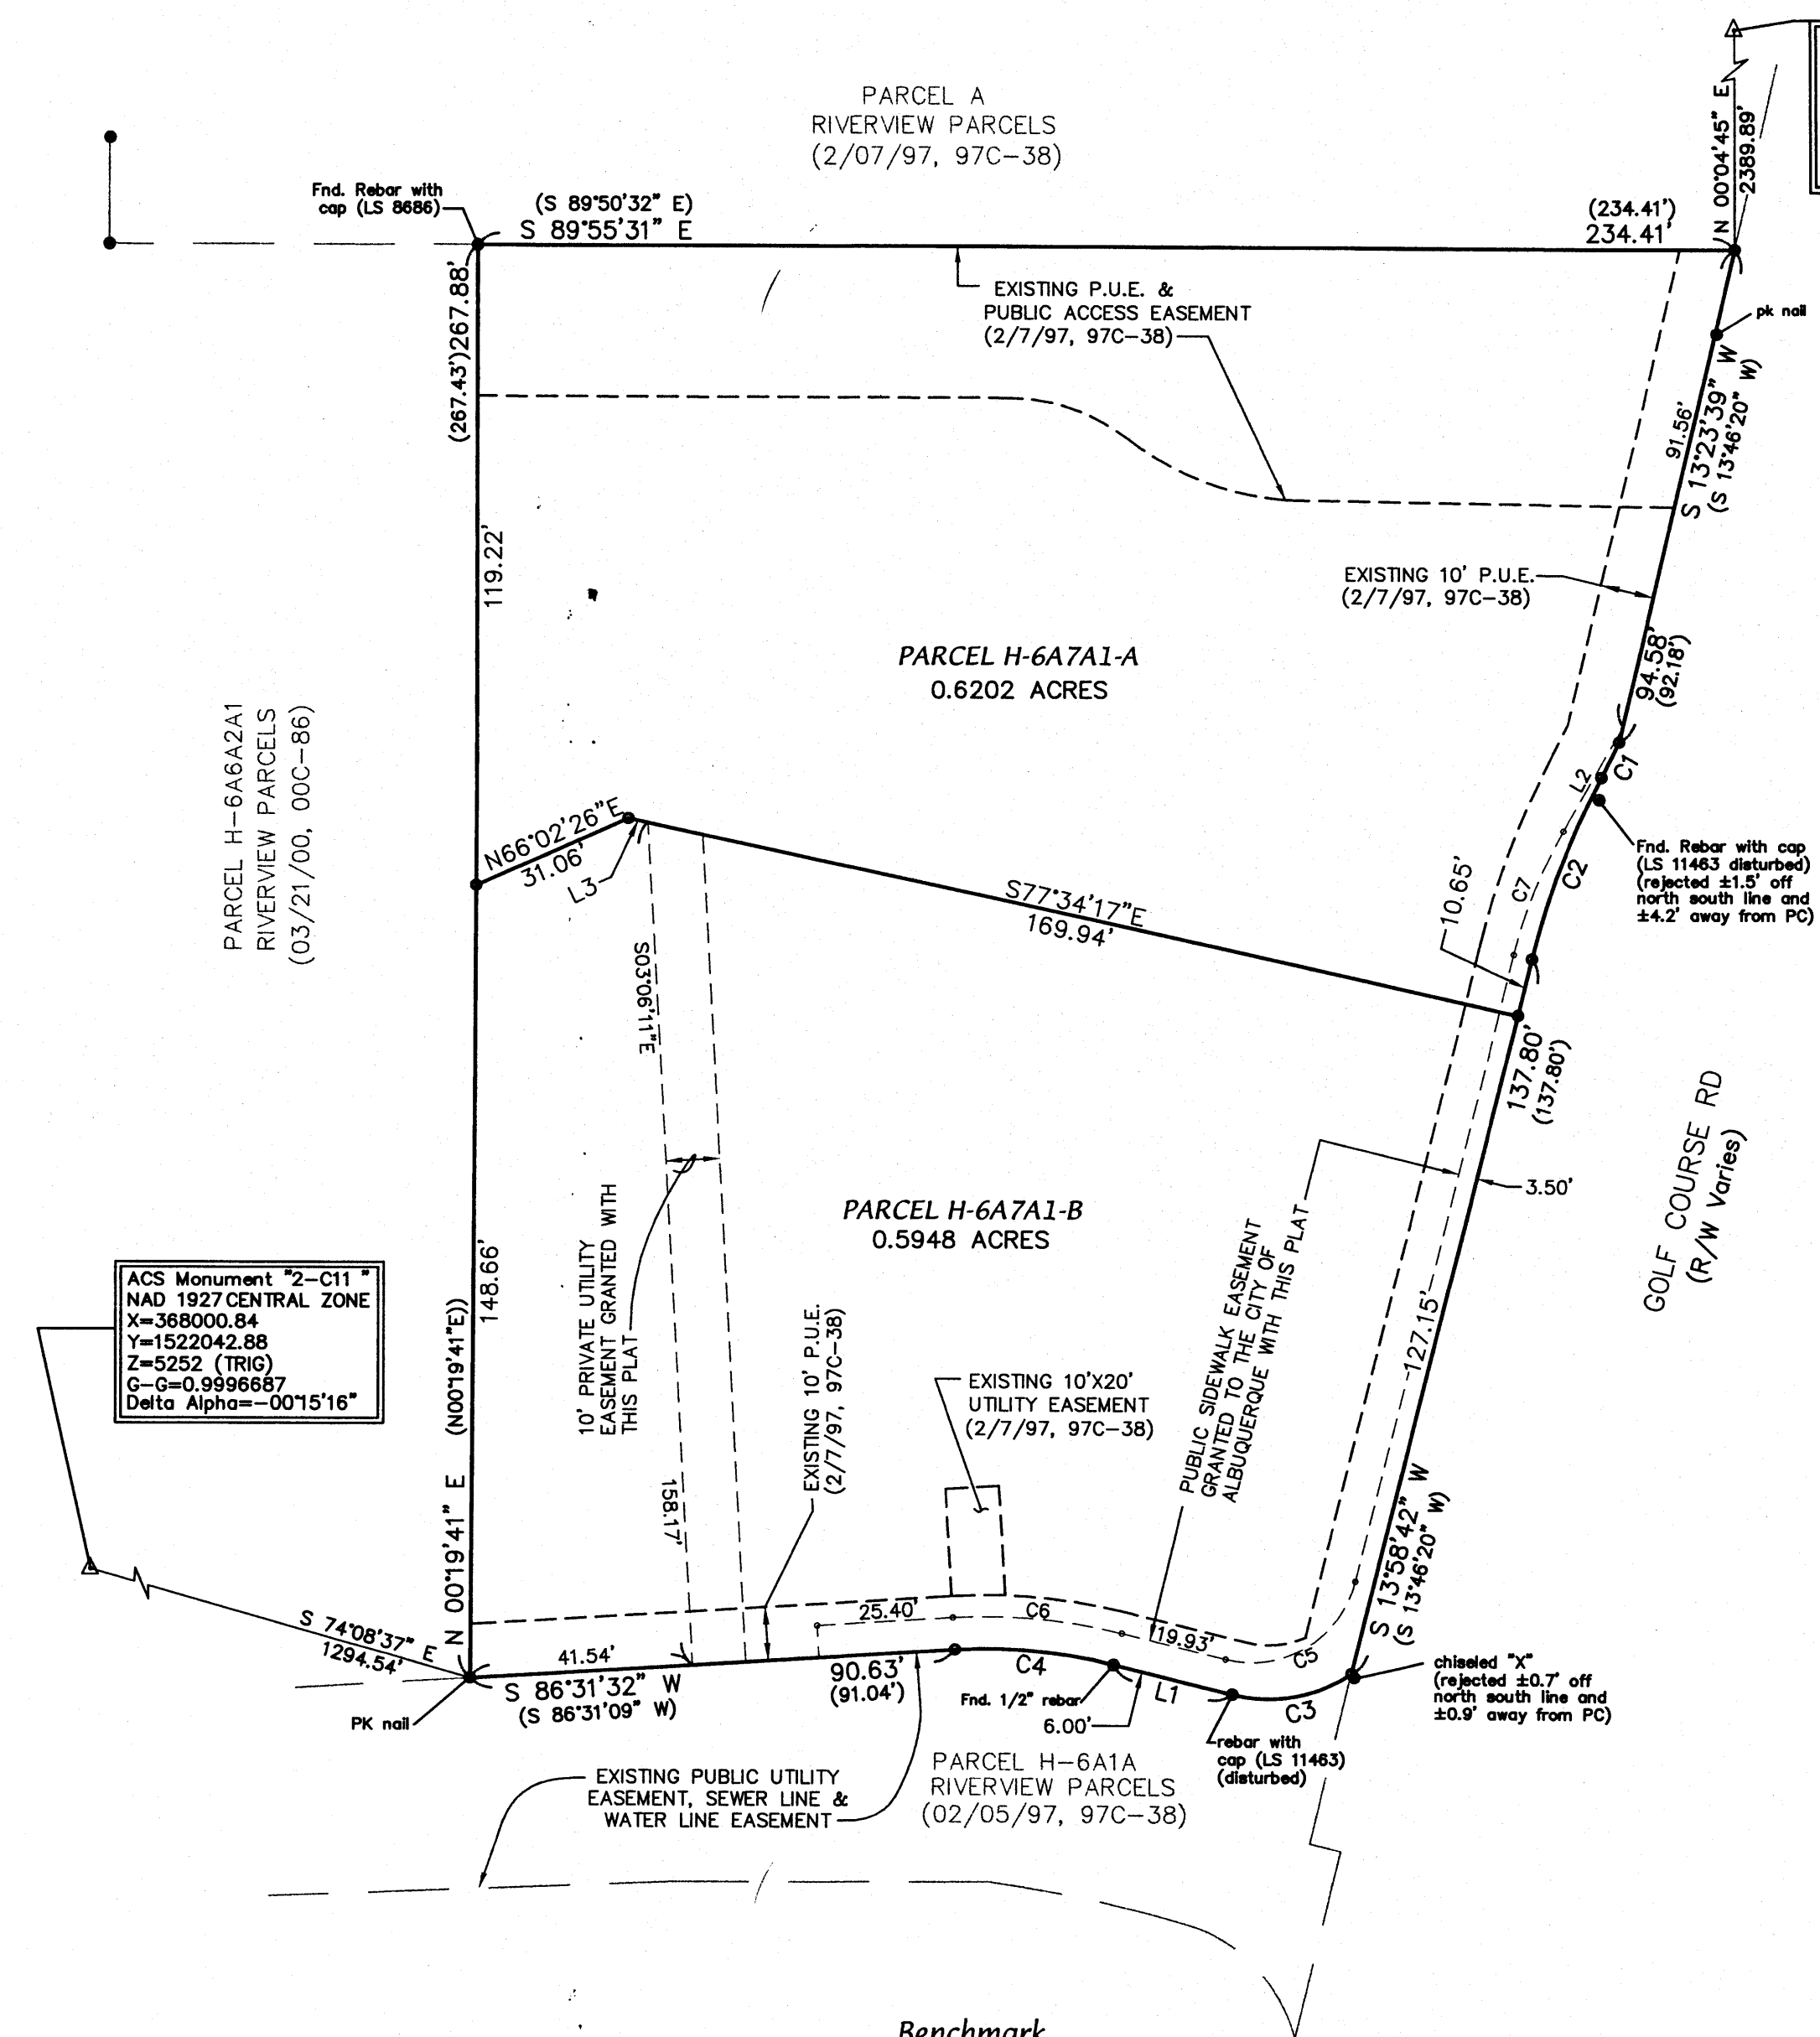 PARCEL A
RIVERVIEW PARCELS
(2/07/97, 97C-38)
N 00°04'45" E
2389.89'
Fnd. Rebar with
cap (LS 8686)
(S 89°50'32" E)
S 89°55'31" E
(234.41')
234.41'
(267.43')267.88'
EXISTING P.U.E. &
PUBLIC ACCESS EASEMENT
(2/7/97, 97C-38)
pk nail
91.56'
S 13°23'39" W
(S 13°46'20" W)
119.22'
EXISTING 10' P.U.E.
(2/7/97, 97C-38)
94.58'
(92.18')
PARCEL H-6A7A1-A
0.6202 ACRES
PARCEL H-6A6A2A1
RIVERVIEW PARCELS
(03/21/00, 00C-86)
L2
C1
N66°02'26"E
31.06'
L3
Fnd. Rebar with cap
(LS 11463 disturbed)
(rejected ±1.5' off
north south line and
±4.2' away from PC)
C7
C2
10.65'
S77°34'17"E
169.94'
S03°06'11"E
137.80'
(137.80')
GOLF COURSE RD
(R/W Varies)
3.50'
PARCEL H-6A7A1-B
0.5948 ACRES
10' PRIVATE UTILITY
EASEMENT GRANTED WITH
THIS PLAT
PUBLIC SIDEWALK EASEMENT
GRANTED TO THE CITY OF
ALBUQUERQUE WITH THIS PLAT
ACS Monument "2-C11 "
NAD 1927 CENTRAL ZONE
X=368000.84
Y=1522042.88
Z=5252 (TRIG)
G-G=0.9996687
Delta Alpha=-00°15'16"
148.66'
(N00°19'41"E))
N 00°19'41" E
EXISTING 10' P.U.E.
(2/7/97, 97C-38)
EXISTING 10'X20'
UTILITY EASEMENT
(2/7/97, 97C-38)
127.15'
158.17'
S 13°58'42" W
(S 13°46'20" W)
S 74°08'37" E
1294.54'
25.40'
C6
19.93'
C5
41.54'
S 86°31'32" W
(S 86°31'09" W)
90.63'
(91.04')
C4
L1
C3
PK nail
Fnd. 1/2" rebar
6.00'
chiseled "X"
(rejected ±0.7' off
north south line and
±0.9' away from PC)
rebar with
cap (LS 11463)
(disturbed)
EXISTING PUBLIC UTILITY
EASEMENT, SEWER LINE &
WATER LINE EASEMENT
PARCEL H-6A1A
RIVERVIEW PARCELS
(02/05/97, 97C-38)
Benchmark